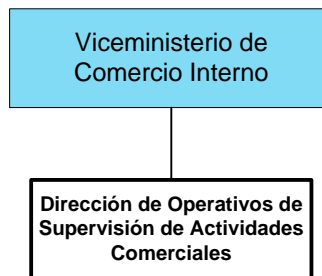 Viceministerio de
Comercio Interno
Dirección de Operativos de
Supervisión de Actividades
Comerciales